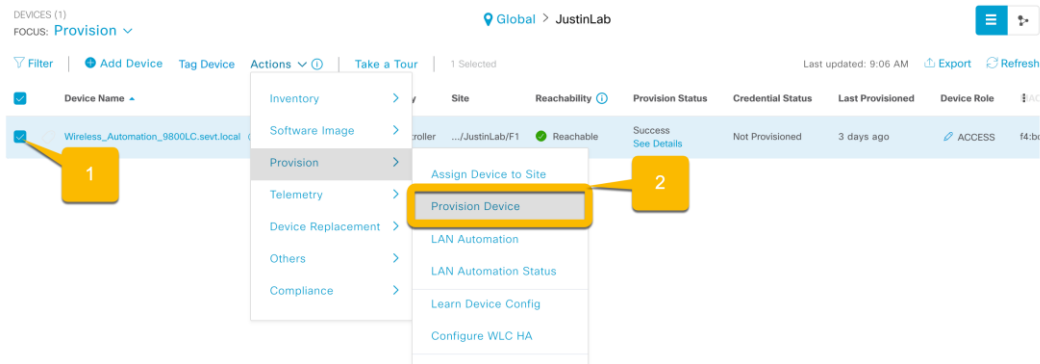 DEVICES (1)
FOCUS: Provision
Global > JustinLab
Filter
Add Device
Tag Device
Actions
Take a Tour
1 Selected
Last updated: 9:06 AM
Export
Refresh
Device Name
Site
Reachability
Provision Status
Credential Status
Last Provisioned
Device Role
Wireless_Automation_9800LC.sevt.local
.../JustinLab/F1
Reachable
Success
See Details
Not Provisioned
3 days ago
ACCESS
f4:bc
Inventory
Software Image
Provision
Telemetry
Device Replacement
Others
Compliance
Assign Device to Site
Provision Device
LAN Automation
LAN Automation Status
Learn Device Config
Configure WLC HA
1
2